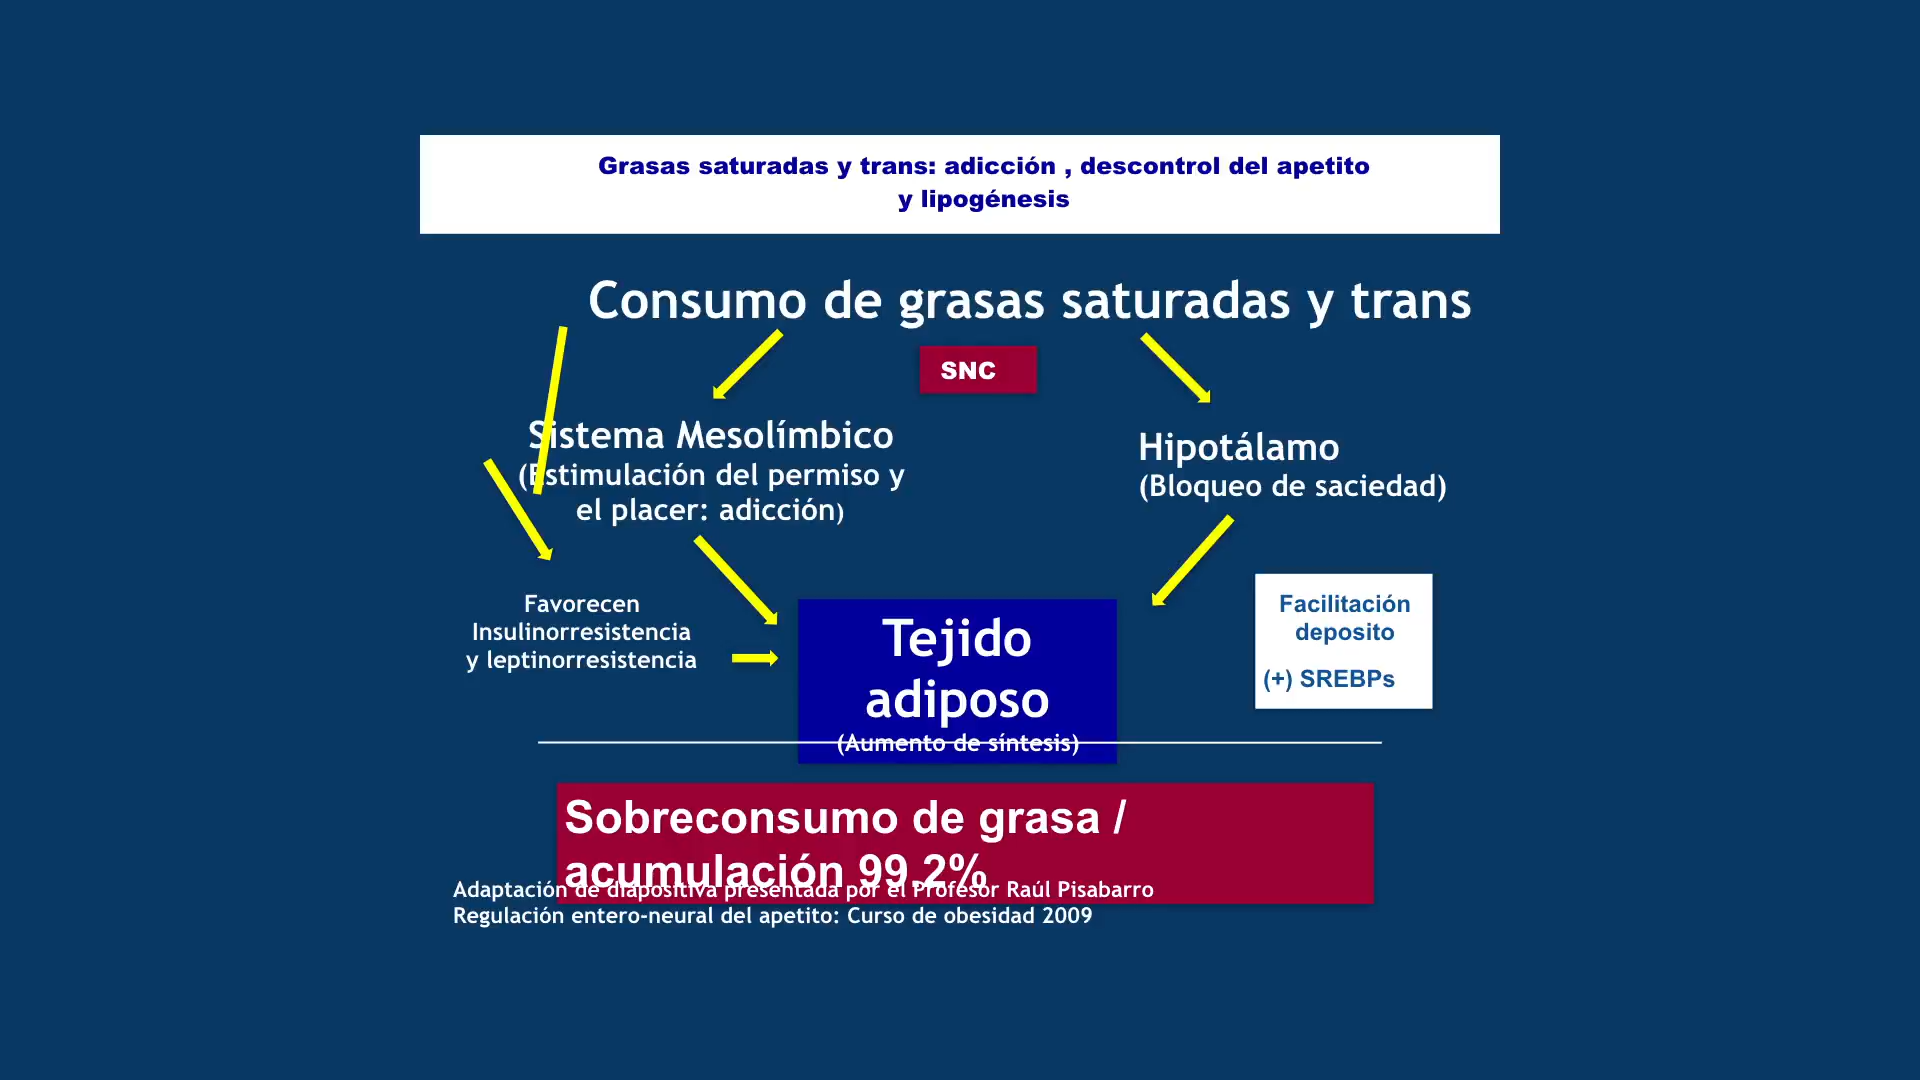 Grasas saturadas y trans: adicción , descontrol del apetito
y lipogénesis
Consumo de grasas saturadas y trans
SNC
Sistema Mesolímbico
(Estimulación del permiso y
el placer: adicción)
Hipotálamo
(Bloqueo de saciedad)
Favorecen
Insulinorresistencia
y leptinorresistencia
Tejido
adiposo
(Aumento de síntesis)
Facilitación
deposito
(+) SREBPs
Sobreconsumo de grasa /
acumulación 99.2%
Adaptación de diapositiva presentada por el Profesor Raúl Pisabarro
Regulación entero-neural del apetito: Curso de obesidad 2009